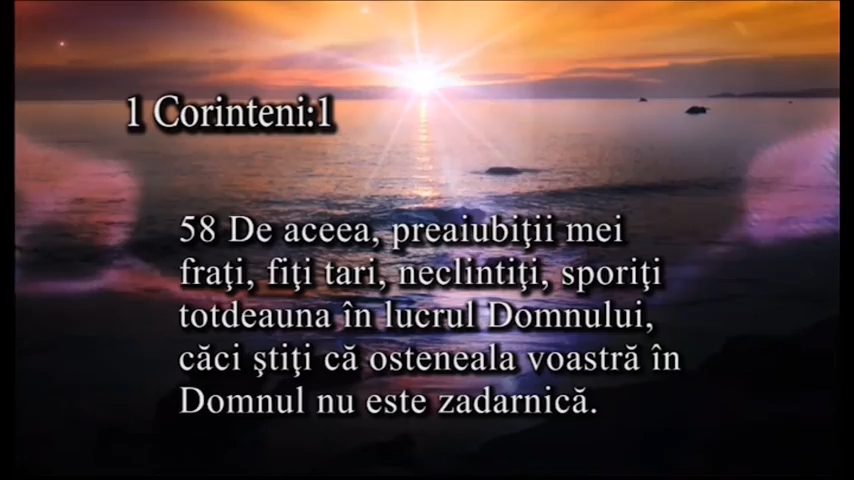 1 Corinteni:1
58 De aceea, preaiubiţii mei
fraţi, fiţi tari, neclintiţi, sporiţi
totdeauna în lucrul Domnului,
căci ştiţi că osteneala voastră în
Domnul nu este zadarnică.